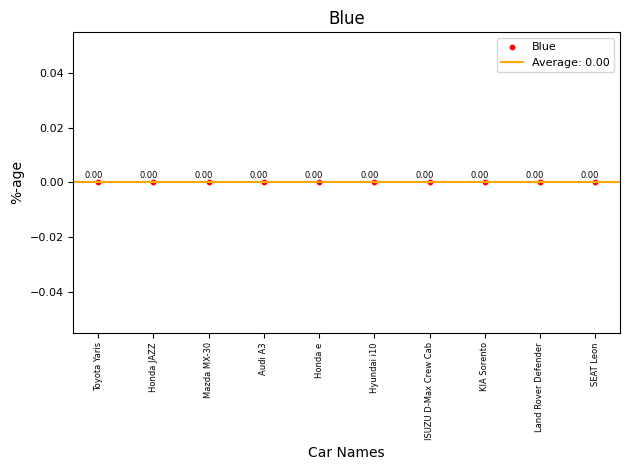 Blue
Blue
Average: 0.00
0.04
0.02
0.00
−0.02
−0.04
%-age
0.00 0.00 0.00 0.00 0.00 0.00 0.00 0.00 0.00 0.00
Toyota Yaris
Honda JAZZ
Mazda MX-30
Audi A3
Honda e
Hyundai i10
ISUZU D-Max Crew Cab
KIA Sorento
Land Rover Defender
SEAT Leon
Car Names